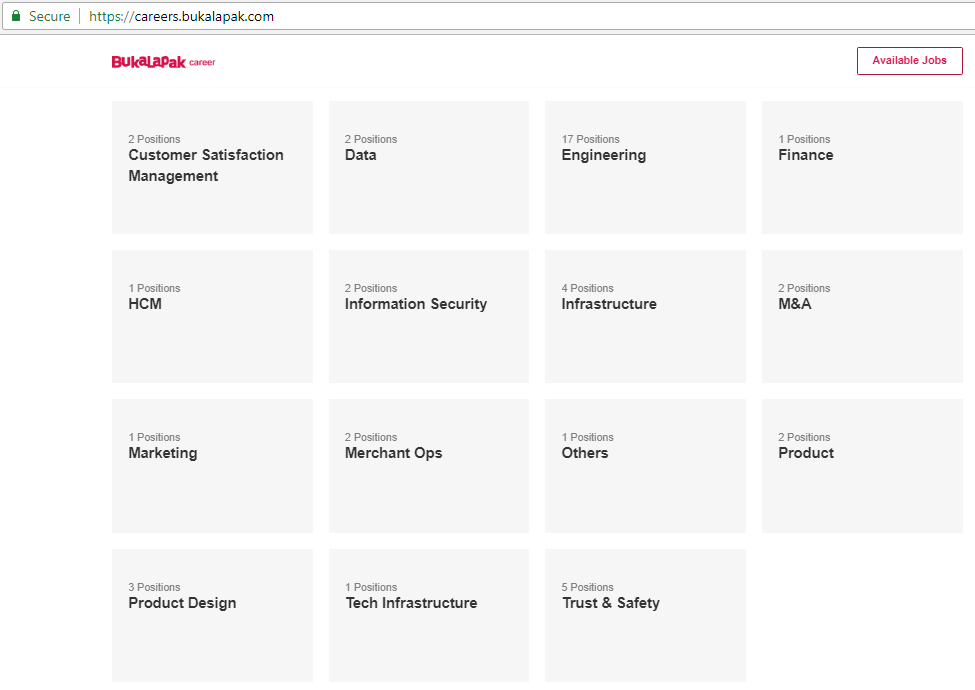 Secure https://careers.bukalapak.com
BukaLapak career
Available Jobs
2 Positions
Customer Satisfaction
Management
2 Positions
Data
17 Positions
Engineering
1 Positions
Finance
1 Positions
HCM
2 Positions
Information Security
4 Positions
Infrastructure
2 Positions
M&A
1 Positions
Marketing
2 Positions
Merchant Ops
1 Positions
Others
2 Positions
Product
3 Positions
Product Design
1 Positions
Tech Infrastructure
5 Positions
Trust & Safety